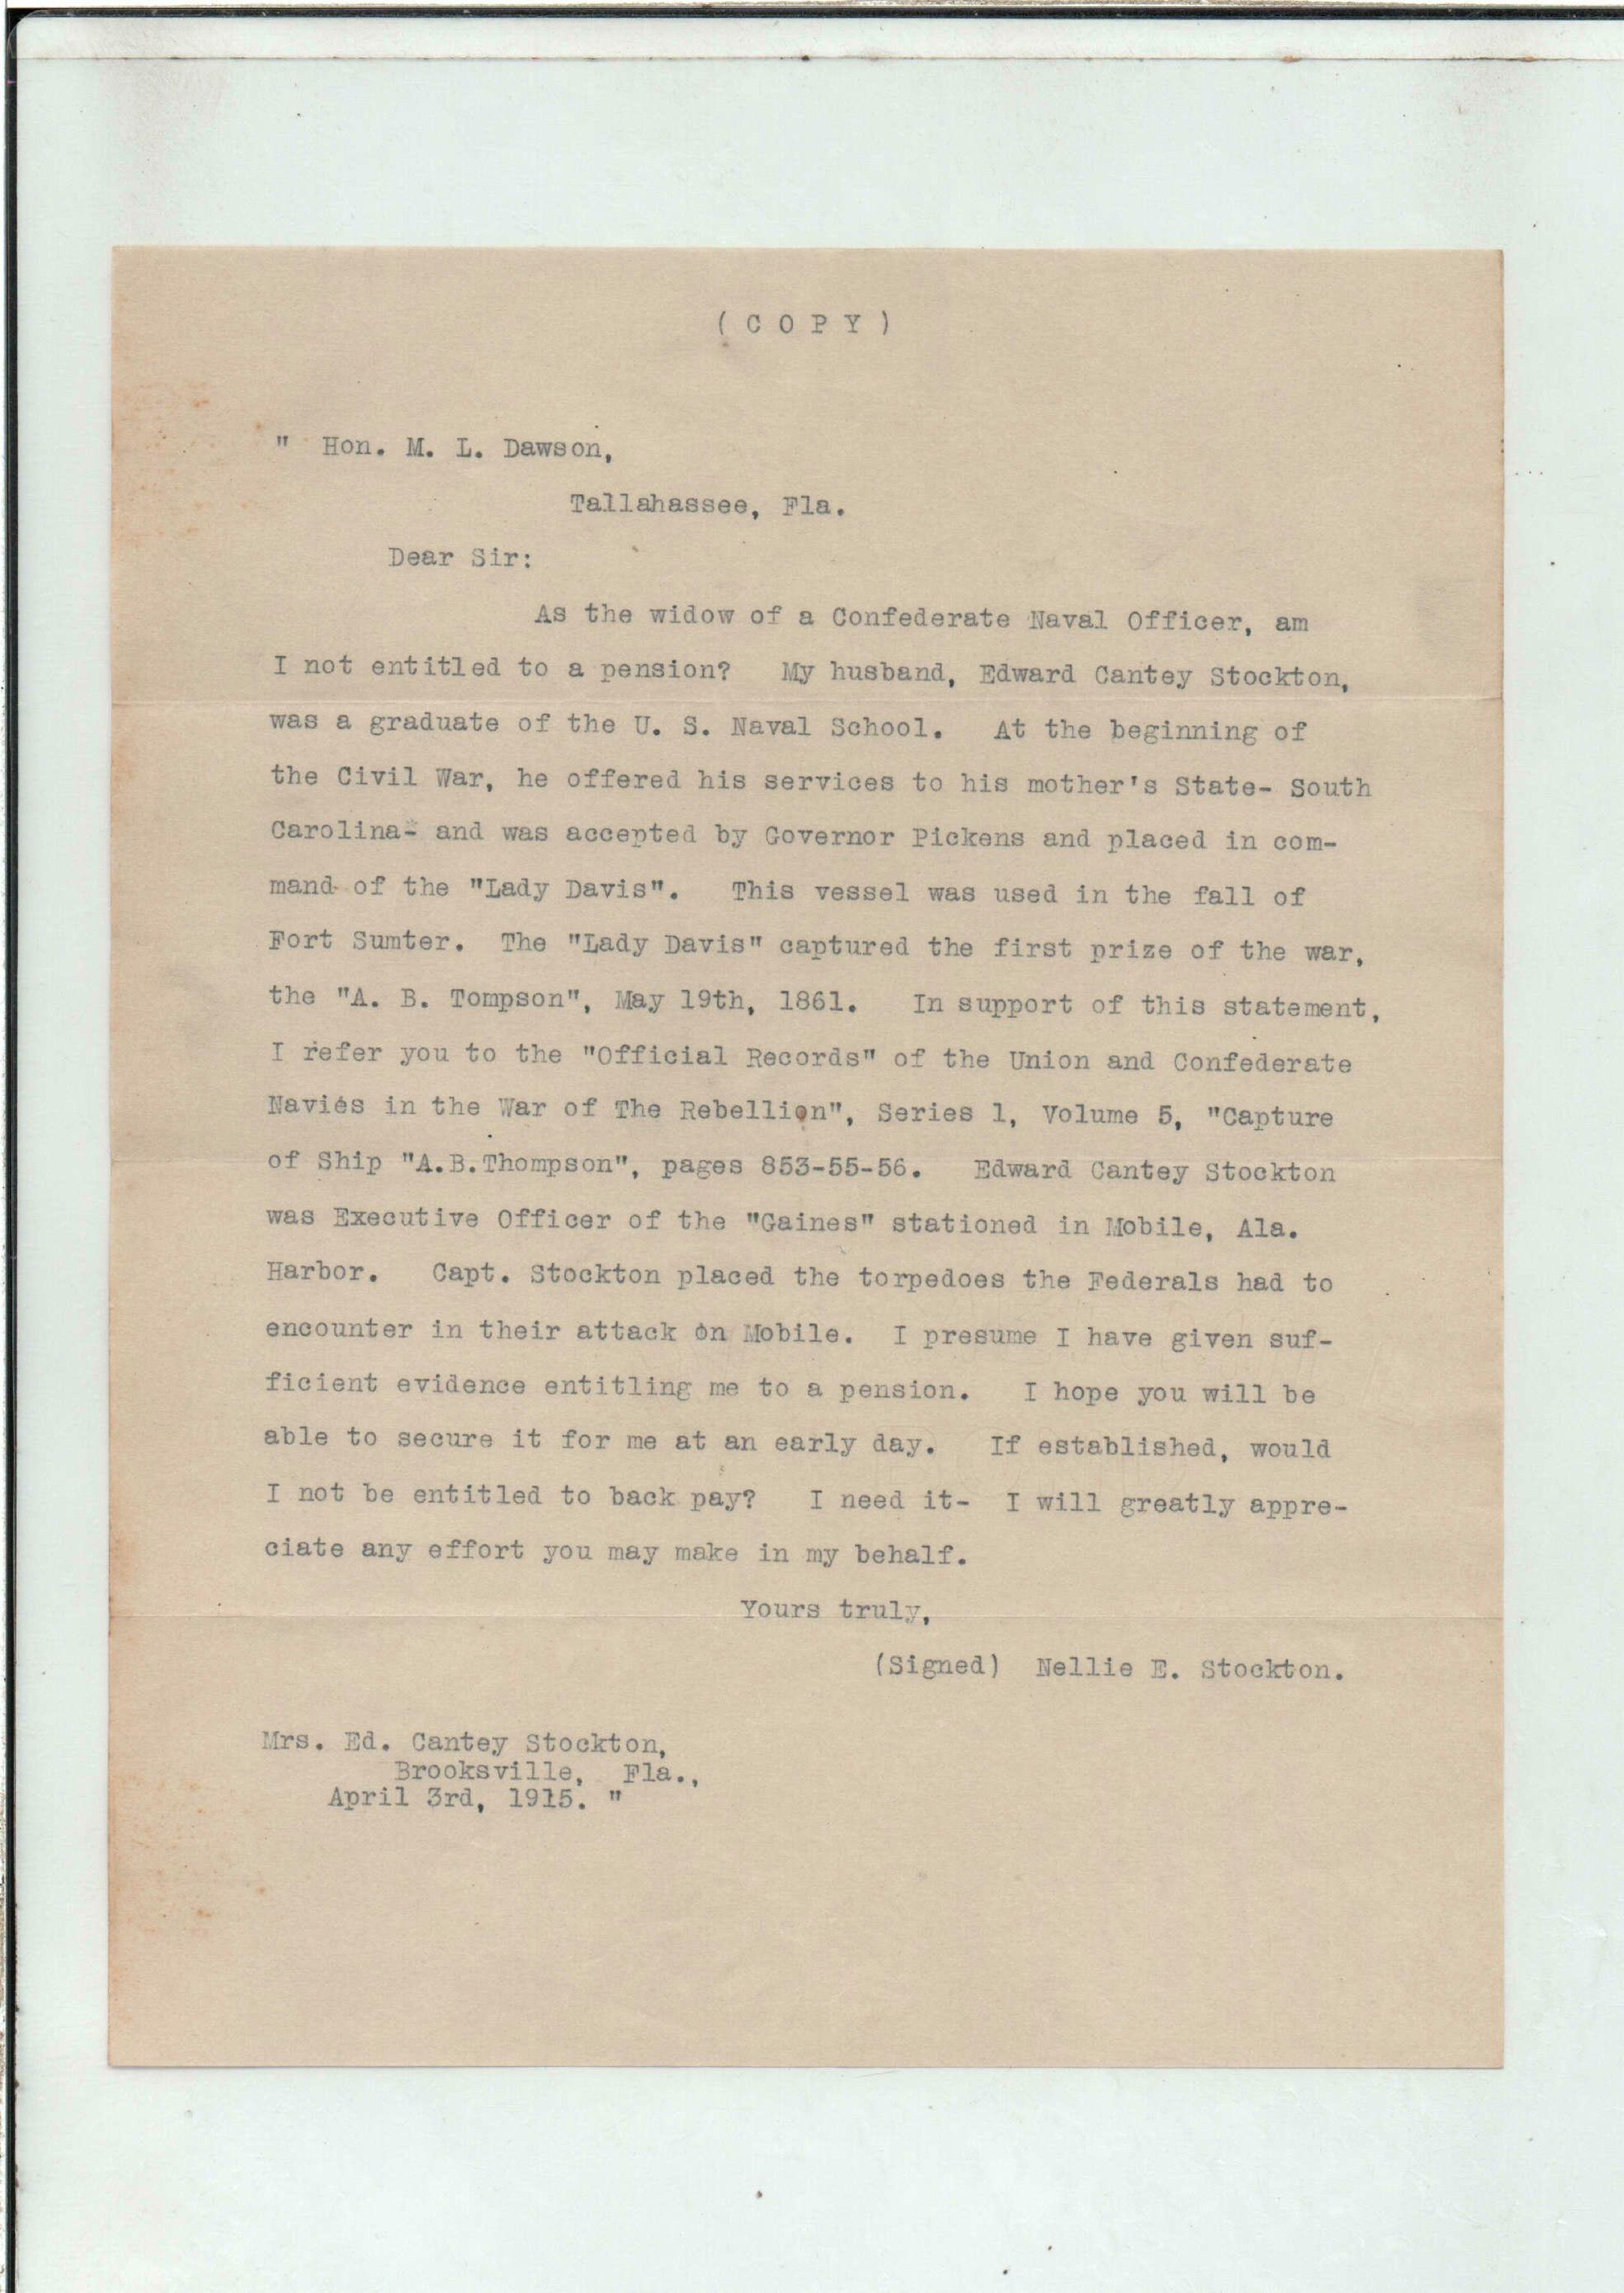 ( C O P Y )
" Hon. M. L. Dawson,
Tallahassee, Fla.
Dear Sir:
As the widow of a Confederate Naval Officer, am
I not entitled to a pension? My husband, Edward Cantey Stockton,
was a graduate of the U. S. Naval School. At the beginning of
the Civil War, he offered his services to his mother's State- South
Carolina- and was accepted by Governor Pickens and placed in com-
mand of the "Lady Davis". This vessel was used in the fall of
Fort Sumter. The "Lady Davis" captured the first prize of the war,
the "A. B. Tompson", May 19th, 1861. In support of this statement,
I refer you to the "Official Records" of the Union and Confederate
Navies in the War of The Rebellion", Series 1, Volume 5, "Capture
of Ship "A.B.Thompson", pages 853-55-56. Edward Cantey Stockton
was Executive Officer of the "Gaines" stationed in Mobile, Ala.
Harbor. Capt. Stockton placed the torpedoes the Federals had to
encounter in their attack on Mobile. I presume I have given suf-
ficient evidence entitling me to a pension. I hope you will be
able to secure it for me at an early day. If established, would
I not be entitled to back pay? I need it- I will greatly appre-
ciate any effort you may make in my behalf.
Yours truly,
(Signed) Nellie E. Stockton.
Mrs. Ed. Cantey Stockton,
Brooksville, Fla.,
April 3rd, 1915. "